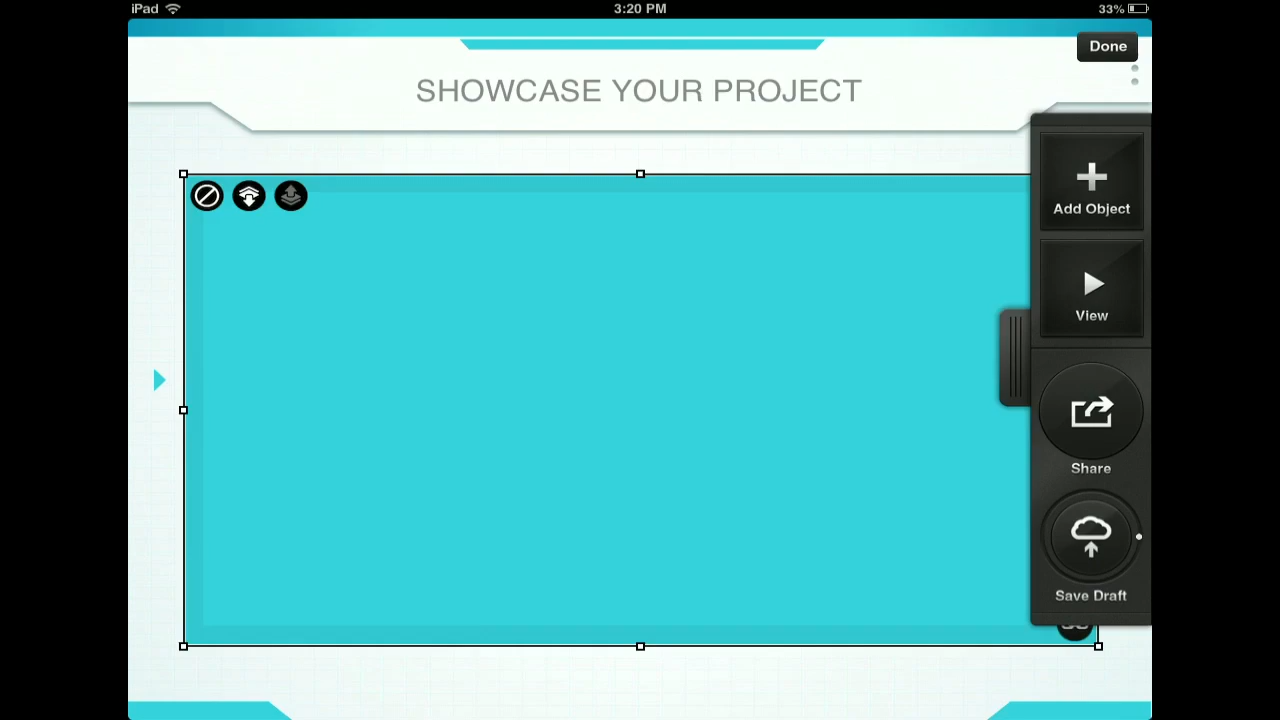 iPad
3:20 PM
33%
Done
SHOWCASE YOUR PROJECT
Add Object
View
Share
Save Draft